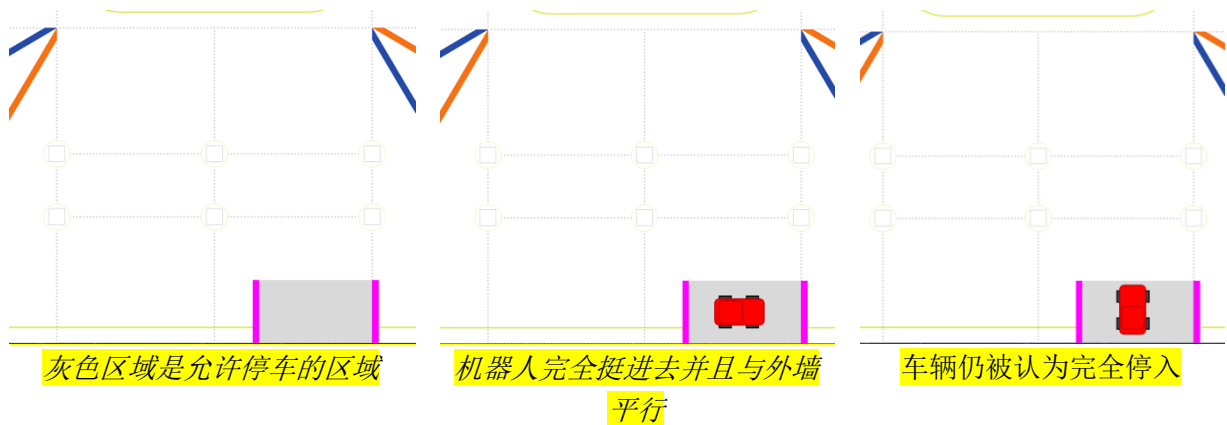 灰色区域是允许停车的区域
机器人完全挺进去并且与外墙
平行
车辆仍被认为完全停入